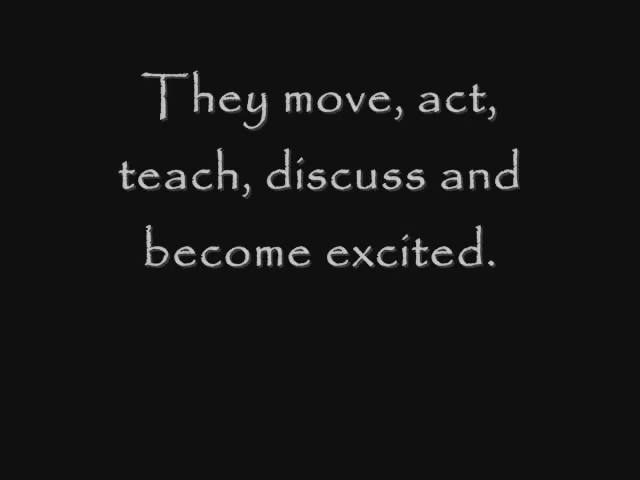 They move, act,
teach, discuss and
become excited.